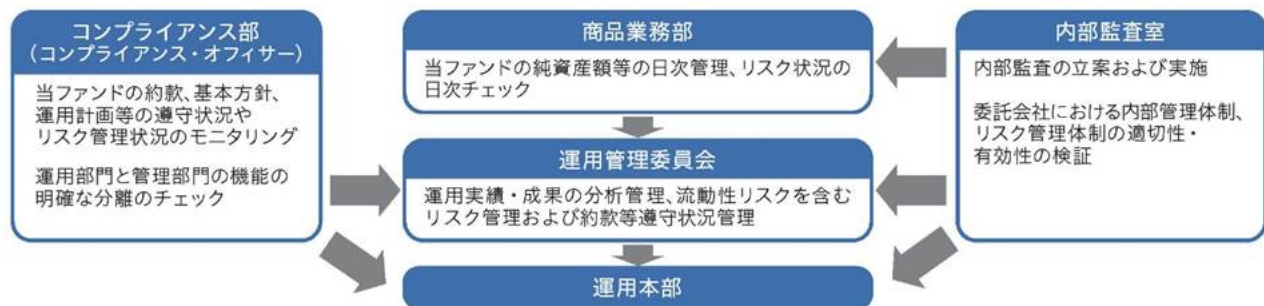 コンプライアンス部
（コンプライアンス・オフィサー）
当ファンドの約款、基本方針、
運用計画等の遵守状況や
リスク管理状況のモニタリング
運用部門と管理部門の機能の
明確な分離のチェック
商品業務部
当ファンドの純資産額等の日次管理、リスク状況の
日次チェック
運用管理委員会
運用実績・成果の分析管理、流動性リスクを含む
リスク管理および約款等遵守状況管理
運用本部
内部監査室
内部監査の立案および実施
委託会社における内部管理体制、
リスク管理体制の適切性・
有効性の検証